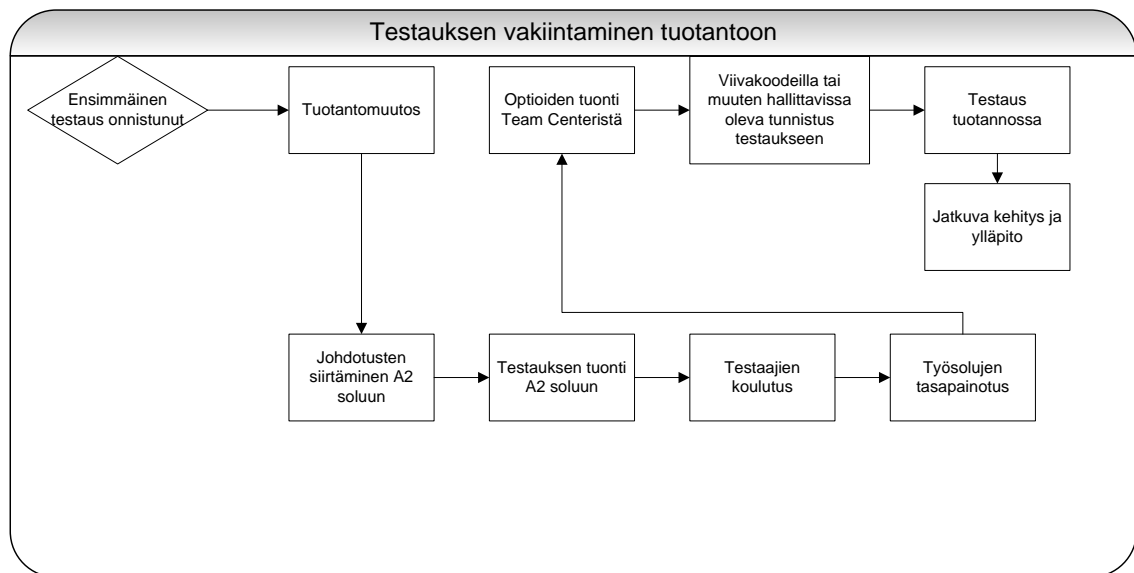 Testauksen vakiintaminen tuotantoon
Ensimmäinen
testaus onnistunut
Tuotantomuutos
Optioiden tuonti
Team Centeristä
Viivakoodeilla tai
muuten hallittavissa
oleva tunnistus
testaukseen
Testaus
tuotannossa
Jatkuva kehitys ja
ylläpito
Johdotusten
siirtäminen A2
soluun
Testauksen tuonti
A2 soluun
Testaajien
koulutus
Työsolujen
tasapainotus